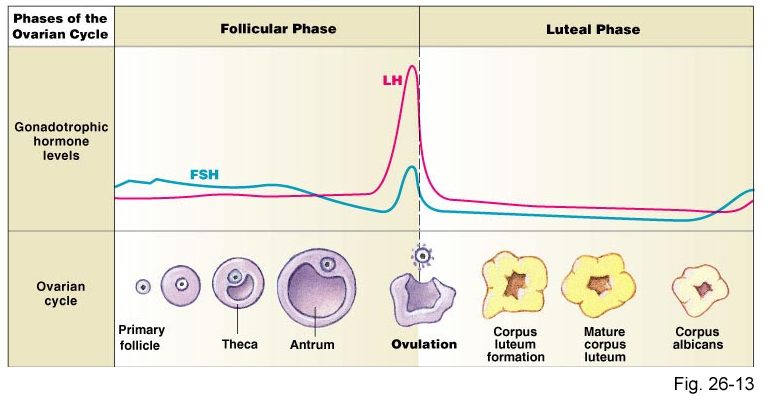 Phases of the
Ovarian Cycle
Follicular Phase
Luteal Phase
Gonadotrophic
hormone
levels
LH
FSH
Ovarian
cycle
Primary
follicle
Theca
Antrum
Ovulation
Corpus
luteum
formation
Mature
corpus
luteum
Corpus
albicans
Fig. 26-13